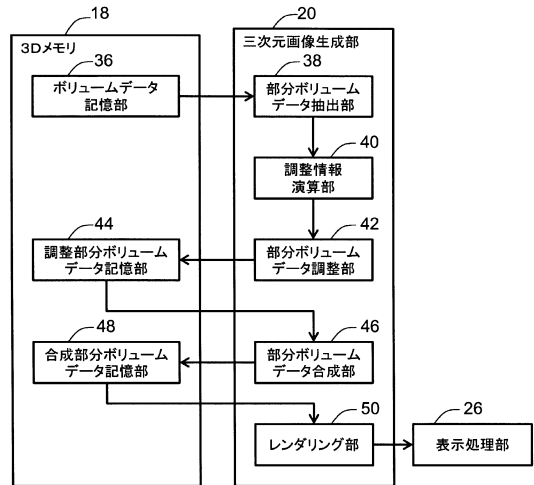 18
20
3Dメモリ
三次元画像生成部
36
38
ボリュームデータ
記憶部
部分ボリューム
データ抽出部
40
調整情報
演算部
44
42
調整部分ボリューム
データ記憶部
部分ボリューム
データ調整部
48
46
合成部分ボリューム
データ記憶部
部分ボリューム
データ合成部
50
26
レンダリング部
表示処理部